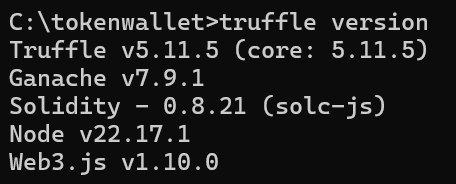 C:\tokenwallet>truffle version
Truffle v5.11.5 (core: 5.11.5)
Ganache v7.9.1
Solidity - 0.8.21 (solc-js)
Node v22.17.1
Web3.js v1.10.0